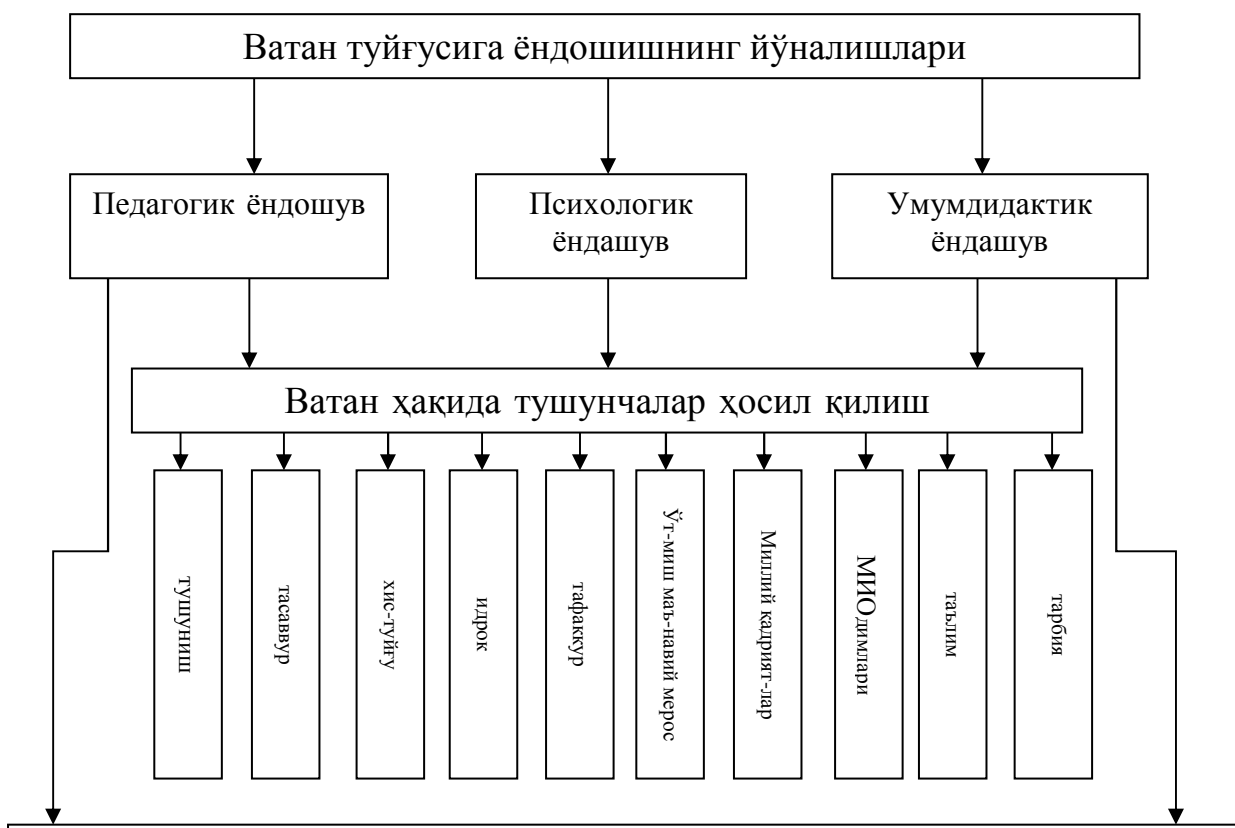 Ватан туйғусига ёндошишнинг йўналишлари
Педагогик ёндошув
Психологик
ёндашув
Умумдидактик
ёндашув
Ватан ҳақида тушунчалар ҳосил қилиш
тушуниш
тасаввур
хис-туйғу
идрок
тафаккур
Ўт-миш маъ-навий мерос
Миллий кадрият-лар
МИОдимлари
таълим
тарбия